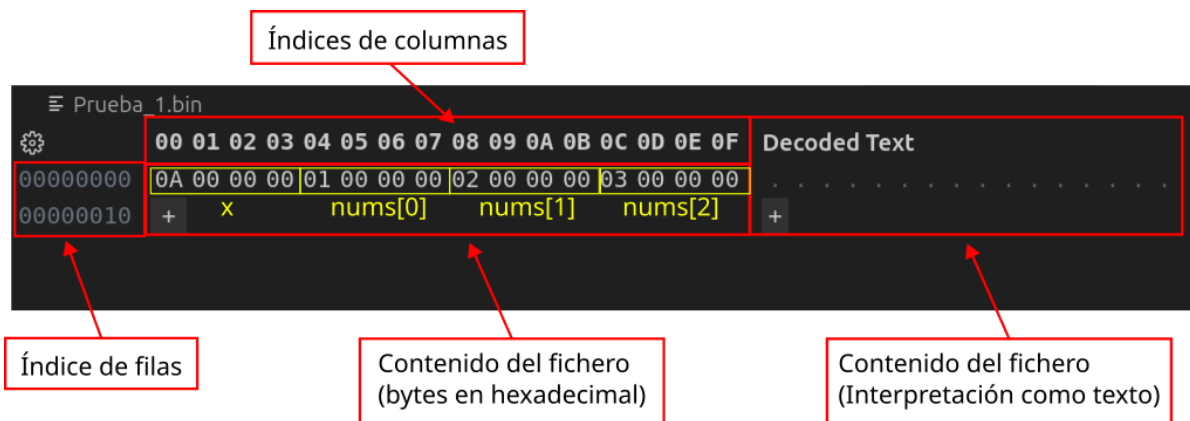 Índices de columnas
Prueba_1.bin
00 01 02 03 04 05 06 07 08 09 0A 0B 0C 0D 0E 0F Decoded Text
00000000 0A 00 00 00 01 00 00 00 02 00 00 00 03 00 00 00 . . . . . . . . . . . . . . . .
00000010 + x nums[0] nums[1] nums[2] +
Índice de filas
Contenido del fichero
(bytes en hexadecimal)
Contenido del fichero
(Interpretación como texto)